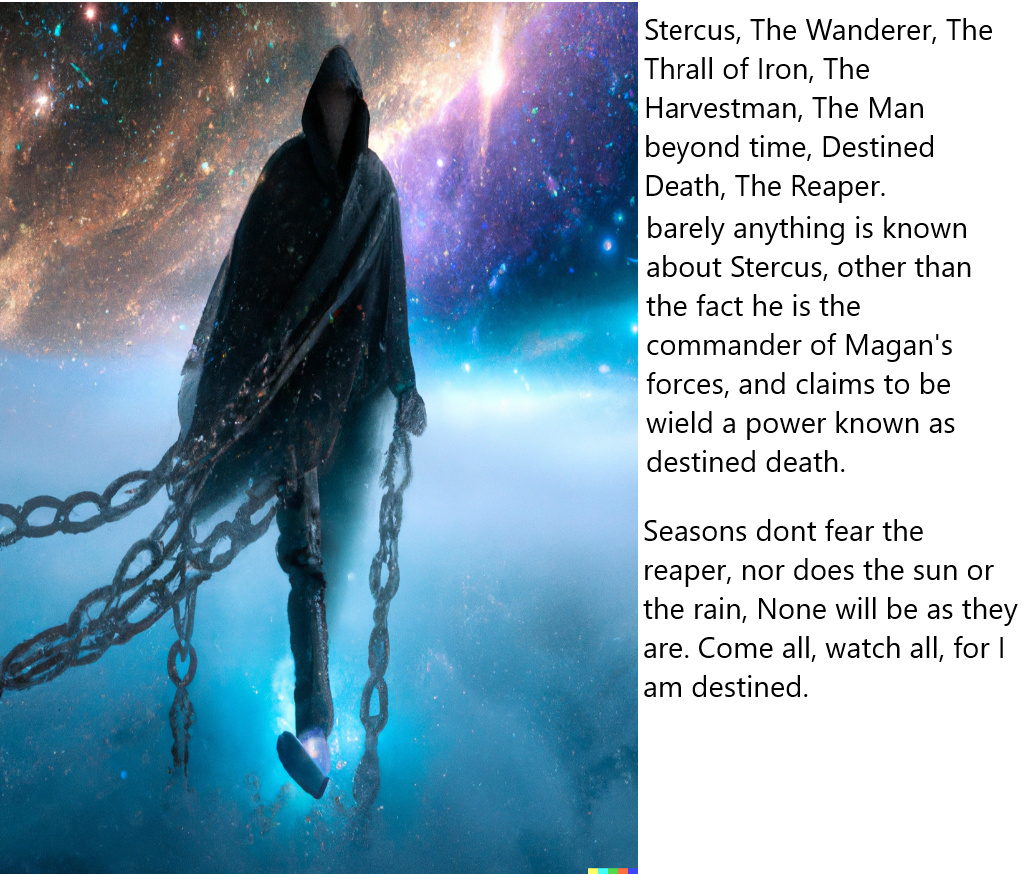 Stercus, The Wanderer, The
Thrall of Iron, The
Harvestman, The Man
beyond time, Destined
Death, The Reaper.
barely anything is known
about Stercus, other than
the fact he is the
commander of Magan's
forces, and claims to be
wield a power known as
destined death.
Seasons dont fear the
reaper, nor does the sun or
the rain, None will be as they
are. Come all, watch all, for I
am destined.